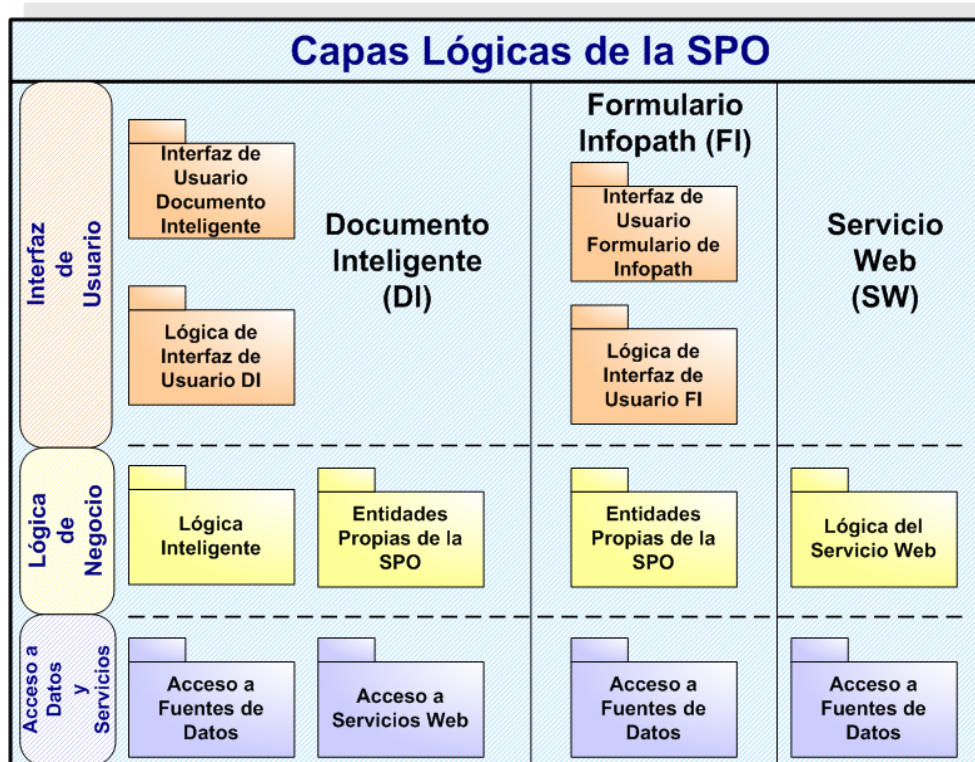 Capas Lógicas de la SPO
Interfaz
de
Usuario
Interfaz de
Usuario
Documento
Inteligente
Lógica de
Interfaz de
Usuario DI
Documento
Inteligente
(DI)
Formulario
Infopath (FI)
Interfaz de
Usuario
Formulario de
Infopath
Lógica de
Interfaz de
Usuario FI
Servicio
Web
(SW)
Lógica
de
Negocio
Lógica
Inteligente
Entidades
Propias de la
SPO
Entidades
Propias de la
SPO
Lógica del
Servicio Web
Acceso a
Datos
y
Servicios
Acceso a
Fuentes de
Datos
Acceso a
Servicios Web
Acceso a
Fuentes de
Datos
Acceso a
Fuentes de
Datos